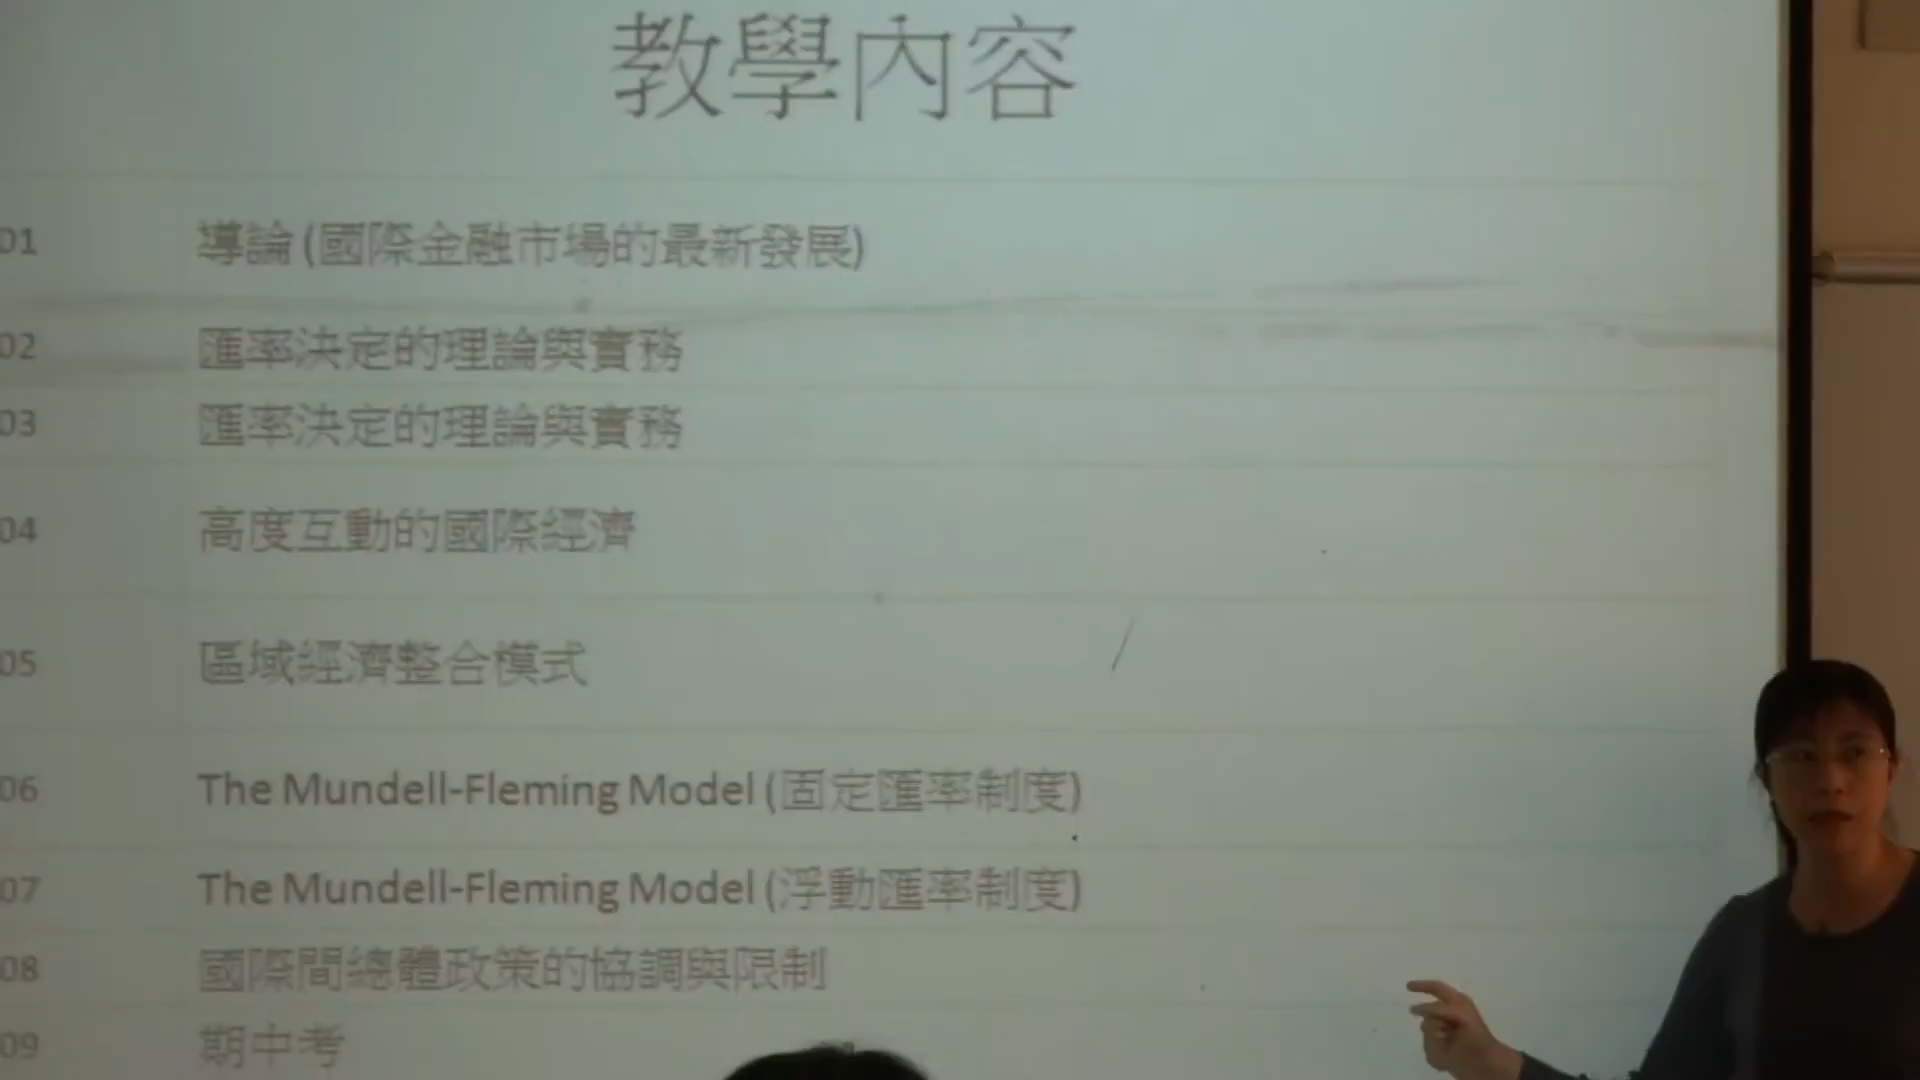 教學內容
01 導論 (國際金融市場的最新發展)
02 匯率決定的理論與實務
03 匯率決定的理論與實務
04 高度互動的國際經濟
05 區域經濟整合模式
06 The Mundell-Fleming Model (固定匯率制度)
07 The Mundell-Fleming Model (浮動匯率制度)
08 國際間總體政策的協調與限制
09 期中考